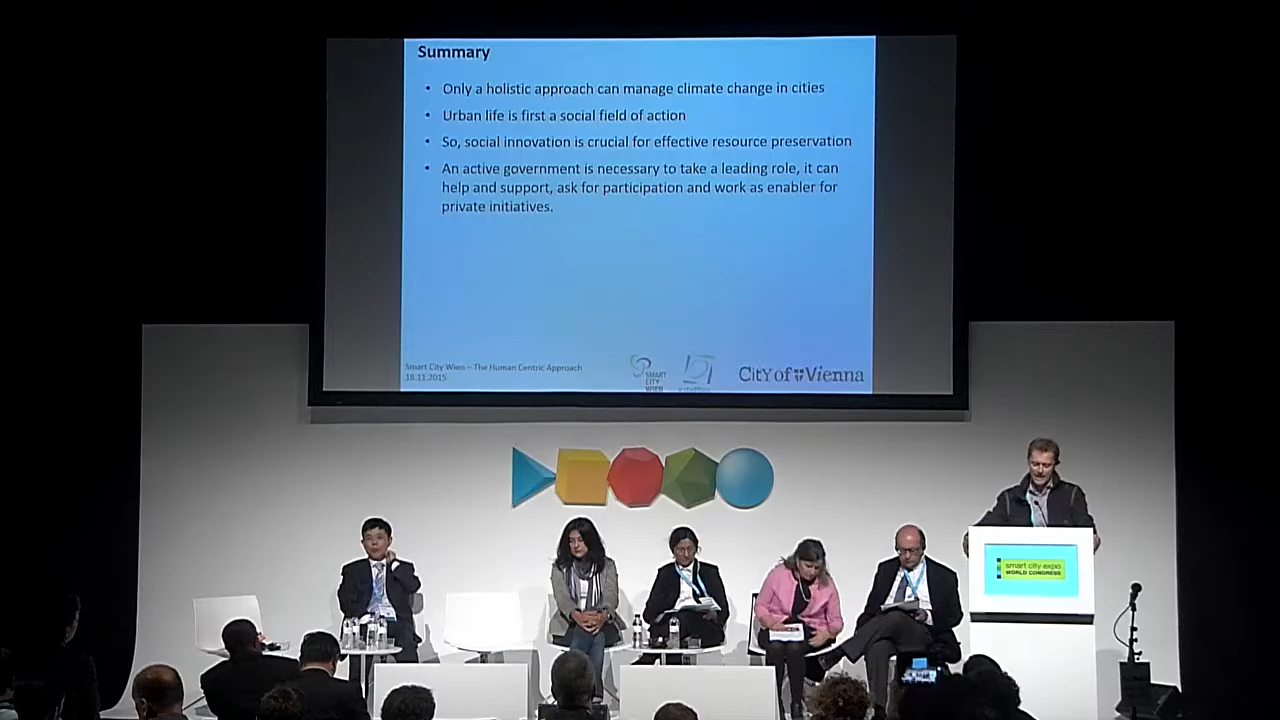 Summary
• Only a holistic approach can manage climate change in cities
• Urban life is first a social field of action
• So, social innovation is crucial for effective resource preservation
• An active government is necessary to take a leading role, it can
help and support, ask for participation and work as enabler for
private initiatives.
Smart City Wien – The Human Centric Approach
18.11.2015
SMART
CITY
WIEN
City of Vienna
smart city expo
WORLD CONGRESS